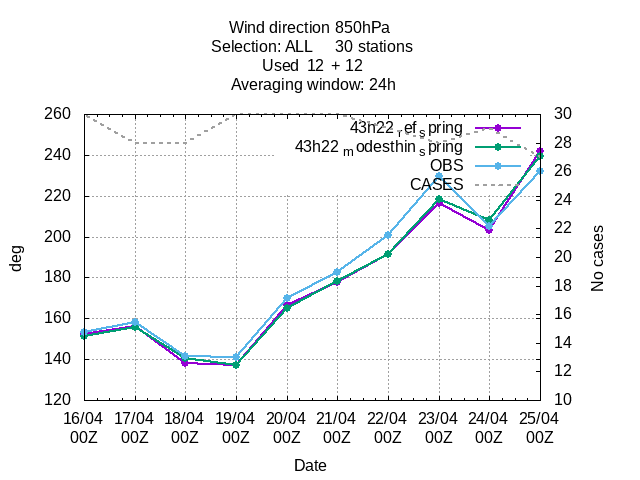 Wind direction 850hPa
Selection: ALL     30 stations
Used  12  + 12
Averaging window: 24h
260
240
220
200
180
160
140
120
deg
30
28
26
24
22
20
18
16
14
12
10
No cases
43h22_ref_spring
43h22_modesthin_spring
OBS
CASES
16/04 17/04 18/04 19/04 20/04 21/04 22/04 23/04 24/04 25/04
00Z 00Z 00Z 00Z 00Z 00Z 00Z 00Z 00Z 00Z
Date